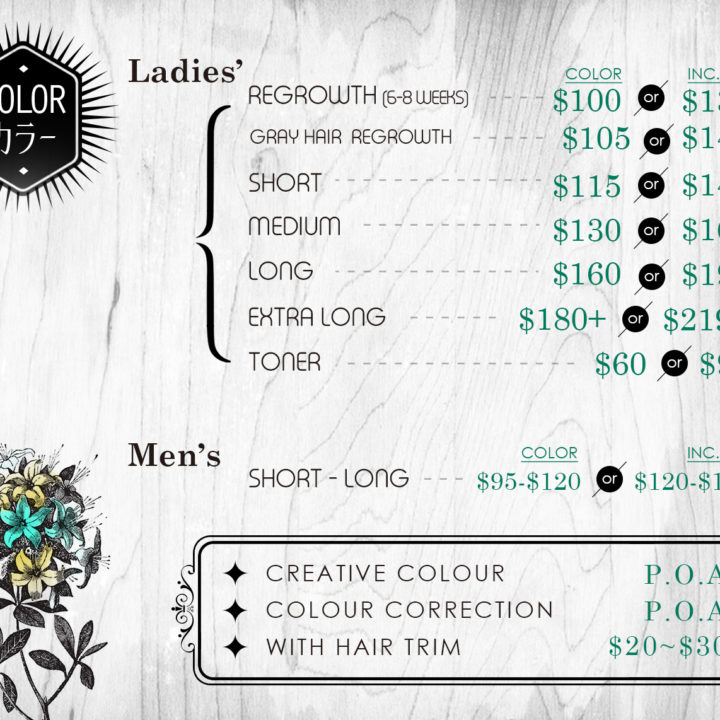 カラー
Ladies'
COLOR
REGROWTH (6-8 WEEKS) $100 or
GRAY HAIR REGROWTH $105 or
SHORT $115 or
MEDIUM $130 or
LONG $160 or
EXTRA LONG $180+ or
TONER $60 or
Men's
COLOR
SHORT - LONG $95-$120 or
CREATIVE COLOUR
COLOUR CORRECTION
WITH HAIR TRIM